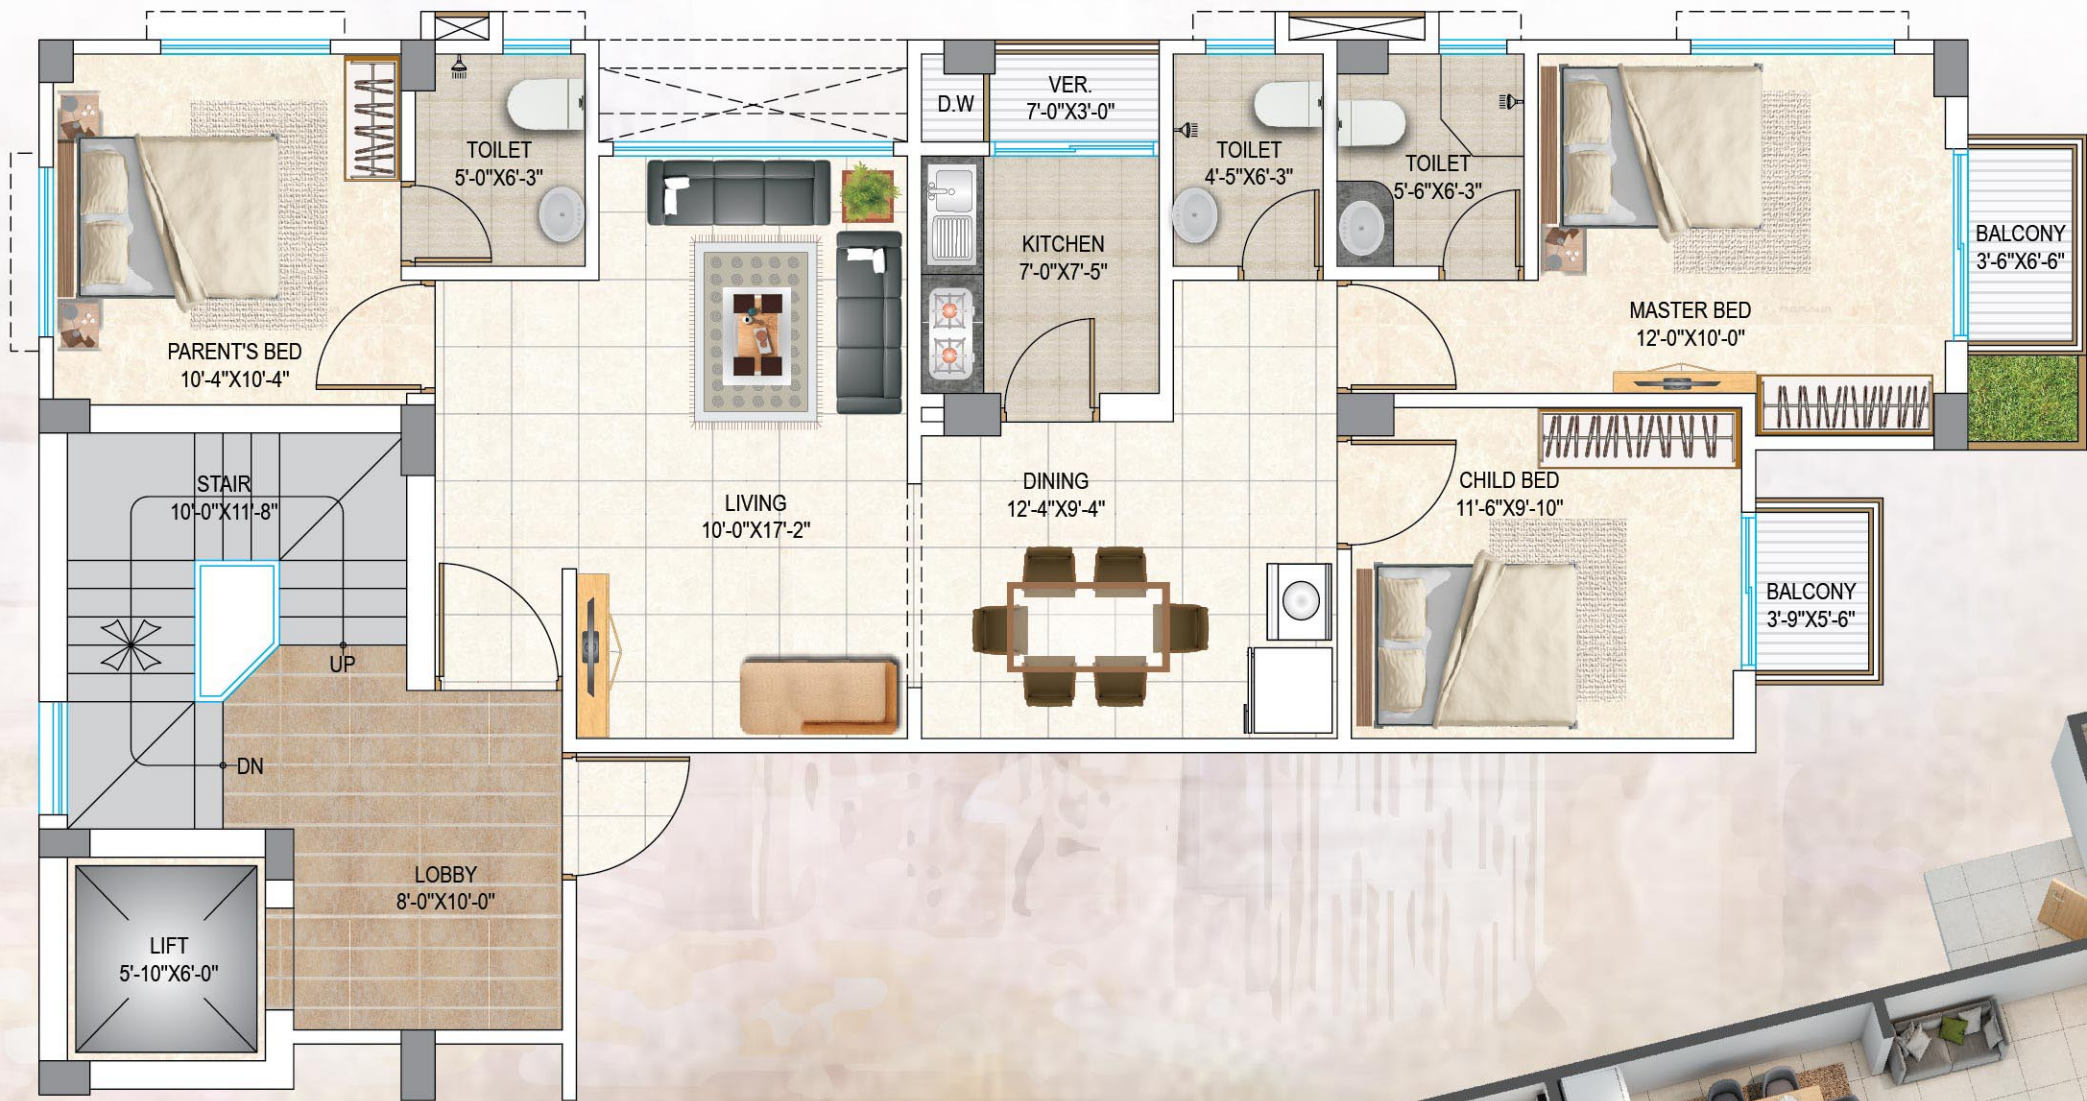 VER.
7'-0"X3'-0"
D.W
TOILET
5'-0"X6'-3"
TOILET
4'-5"X6'-3"
TOILET
5'-6"X6'-3"
BALCONY
3'-6"X6'-6"
KITCHEN
7'-0"X7'-5"
MASTER BED
12'-0"X10'-0"
PARENT'S BED
10'-4"X10'-4"
STAIR
10'-0"X11'-8"
LIVING
10'-0"X17'-2"
DINING
12'-4"X9'-4"
CHILD BED
11'-6"X9'-10"
BALCONY
3'-9"X5'-6"
UP
DN
LOBBY
8'-0"X10'-0"
LIFT
5'-10"X6'-0"